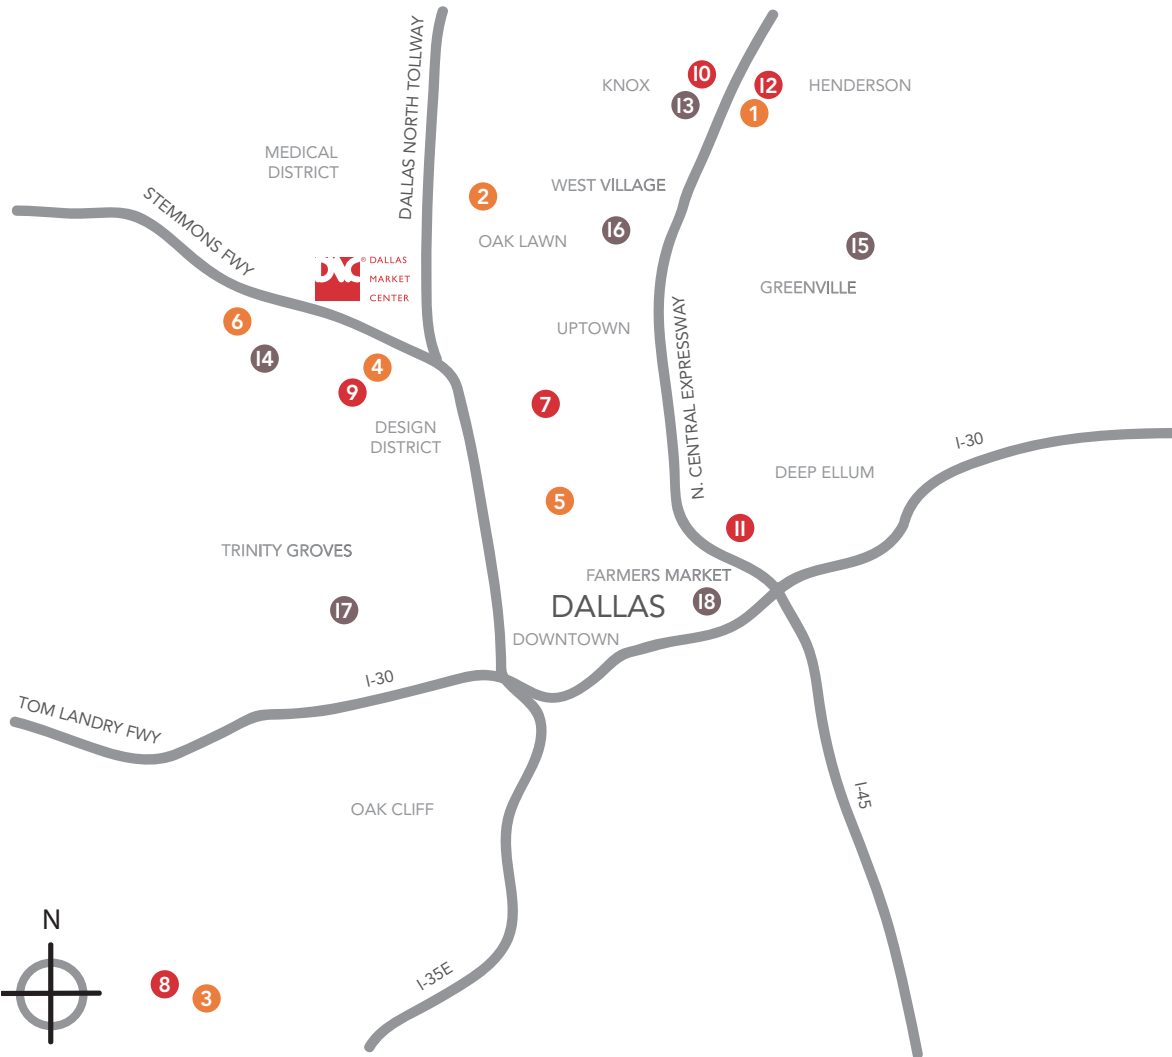 DALLAS NORTH TOLLWAY
KNOX
10
12
HENDERSON
13
1
MEDICAL
DISTRICT
STEMMONS FWY
2
WEST VILLAGE
OAK LAWN
16
15
® DALLAS
MARKET
CENTER
GREENVILLE
6
UPTOWN
N. CENTRAL EXPRESSWAY
14
4
9
7
DESIGN
DISTRICT
I-30
DEEP ELLUM
5
11
TRINITY GROVES
FARMERS MARKET
17
DALLAS
18
DOWNTOWN
I-30
TOM LANDRY FWY
I-45
OAK CLIFF
N
I-35E
8
3